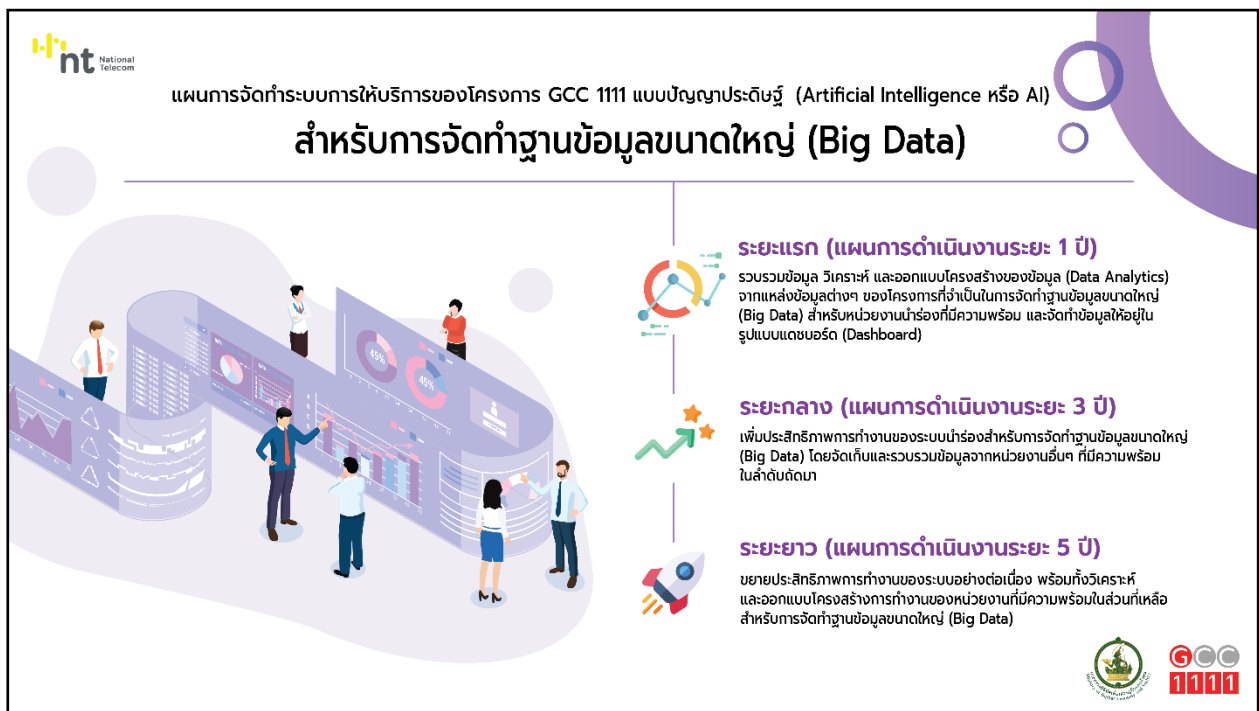 nt National
Telecom
แผนการจัดทำระบบการให้บริการของโครงการ GCC 1111 แบบปัญญาประดิษฐ์ (Artificial Intelligence หรือ AI)
สำหรับการจัดทำฐานข้อมูลขนาดใหญ่ (Big Data)
ระยะแรก (แผนการดำเนินงานระยะ 1 ปี)
รวบรวมข้อมูล วิเคราะห์ และออกแบบโครงสร้างของข้อมูล (Data Analytics)
จากแหล่งข้อมูลต่างๆ ของโครงการที่จำเป็นในการจัดทำฐานข้อมูลขนาดใหญ่
(Big Data) สำหรับหน่วยงานนำร่องที่มีความพร้อม และจัดทำข้อมูลให้อยู่ใน
รูปแบบแดชบอร์ด (Dashboard)
45%
45%
ระยะกลาง (แผนการดำเนินงานระยะ 3 ปี)
เพิ่มประสิทธิภาพการทำงานของระบบนำร่องสำหรับการจัดทำฐานข้อมูลขนาดใหญ่
(Big Data) โดยจัดเก็บและรวบรวมข้อมูลจากหน่วยงานอื่นๆ ที่มีความพร้อม
ในลำดับถัดมา
ระยะยาว (แผนการดำเนินงานระยะ 5 ปี)
ขยายประสิทธิภาพการทำงานของระบบอย่างต่อเนื่อง พร้อมทั้งวิเคราะห์
และออกแบบโครงสร้างการทำงานของหน่วยงานที่มีความพร้อมในส่วนที่เหลือ
สำหรับการจัดทำฐานข้อมูลขนาดใหญ่ (Big Data)
GCC
1111